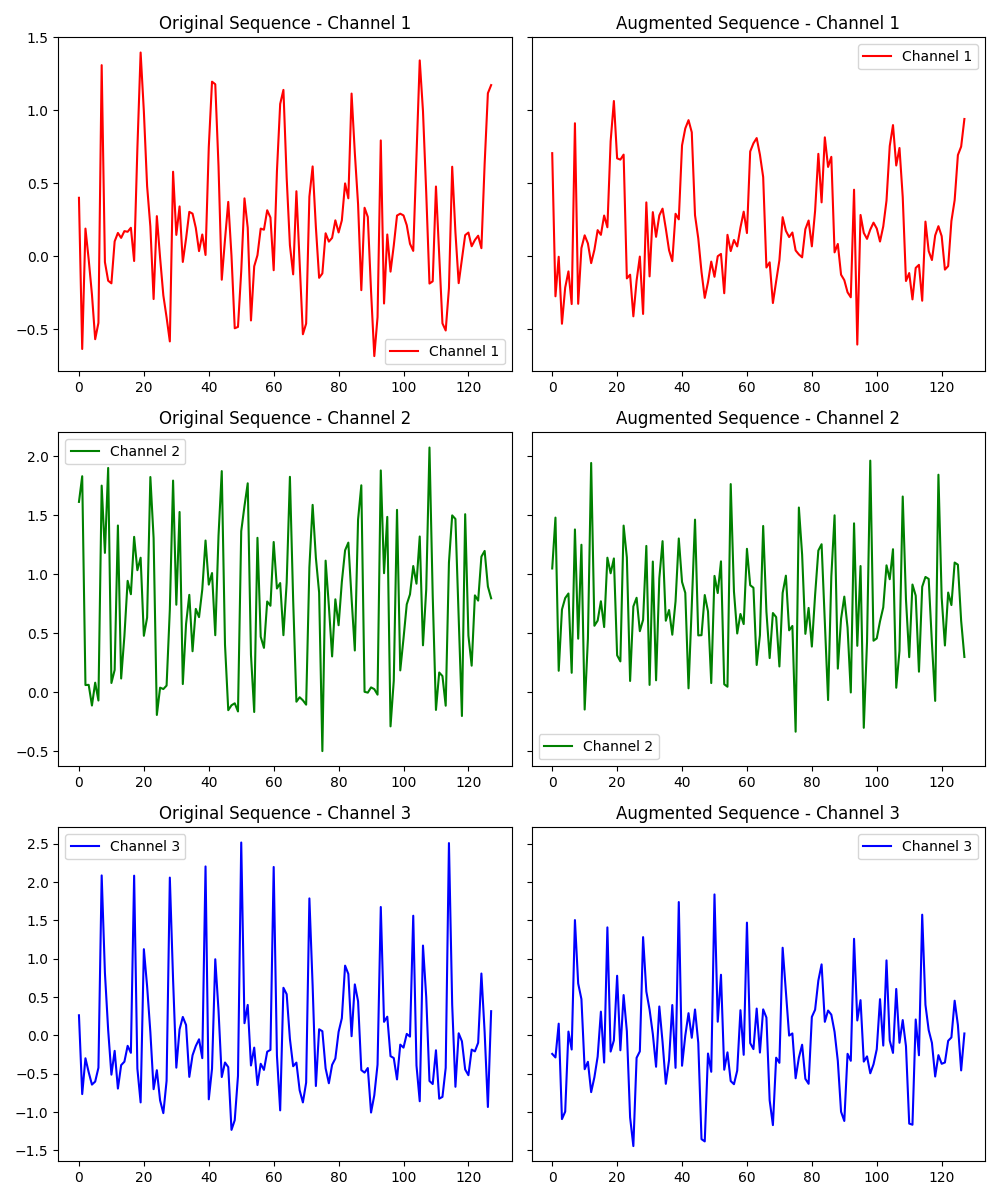 Original Sequence - Channel 1
Augmented Sequence - Channel 1
1.5
1.0
0.5
0.0
−0.5
Channel 1
Channel 1
0 20 40 60 80 100 120
0 20 40 60 80 100 120
Original Sequence - Channel 2
Augmented Sequence - Channel 2
2.0
1.5
1.0
0.5
0.0
−0.5
Channel 2
Channel 2
0 20 40 60 80 100 120
0 20 40 60 80 100 120
Original Sequence - Channel 3
Augmented Sequence - Channel 3
2.5
2.0
1.5
1.0
0.5
0.0
−0.5
−1.0
−1.5
Channel 3
Channel 3
0 20 40 60 80 100 120
0 20 40 60 80 100 120